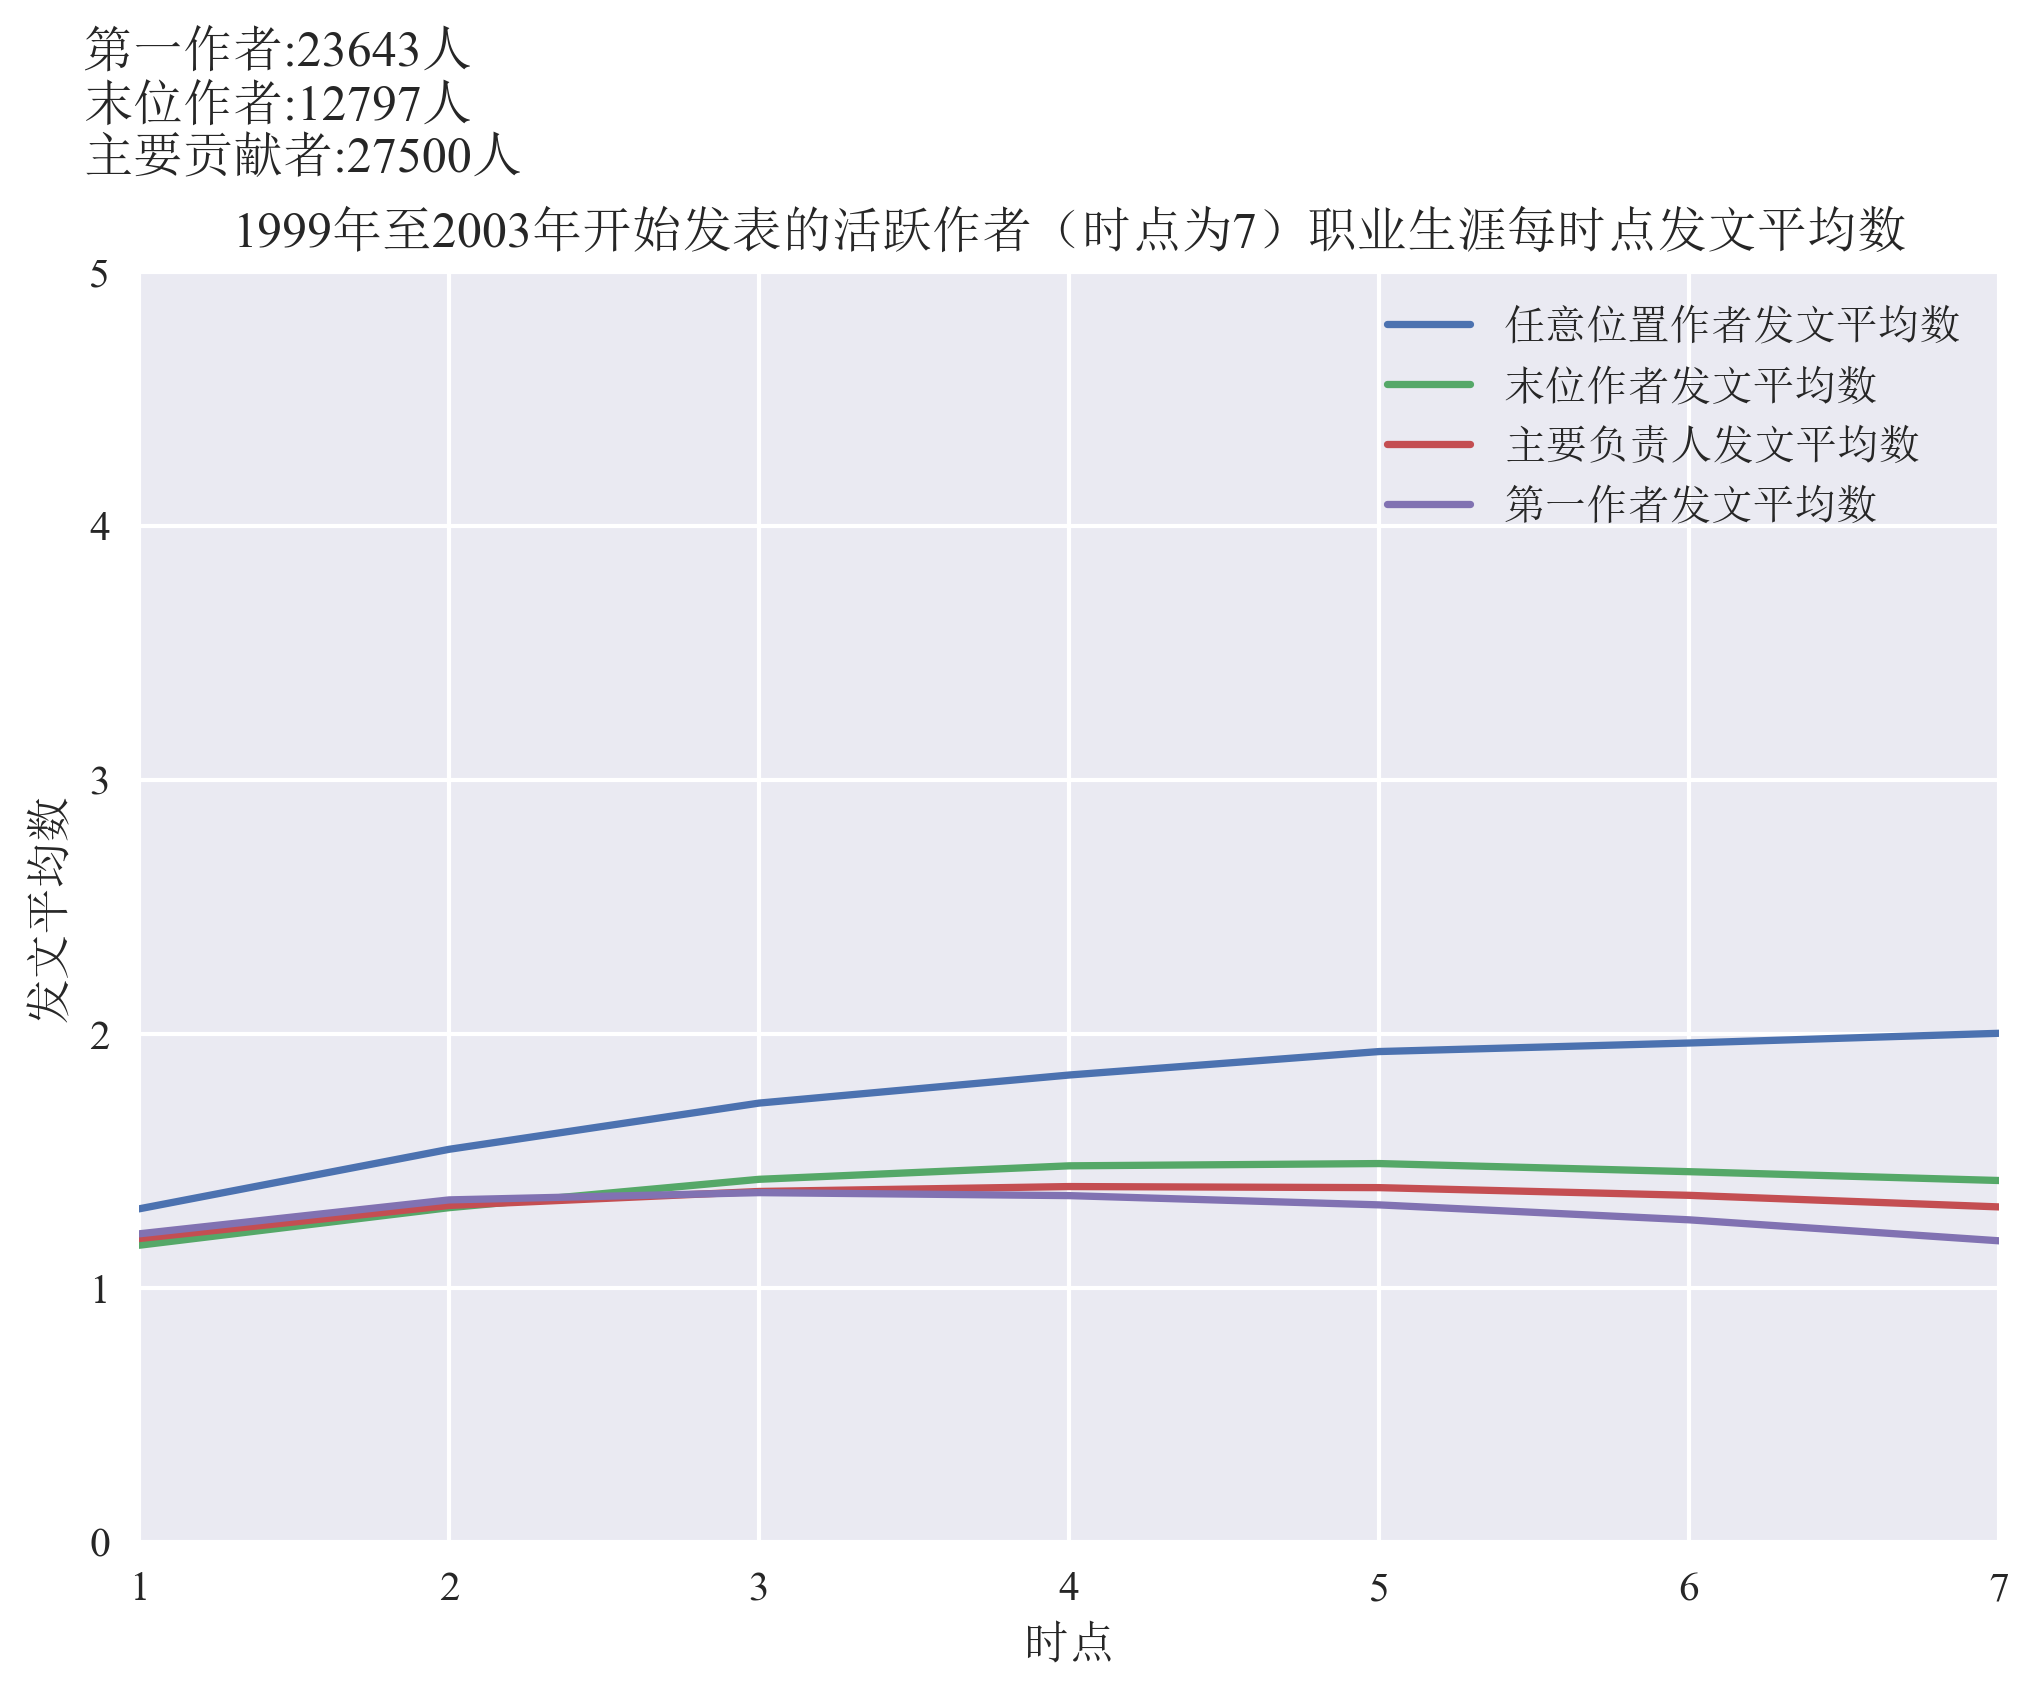 第一作者:23643人
末位作者:12797人
主要贡献者:27500人
1999年至2003年开始发表的活跃作者（时点为7）职业生涯每时点发文平均数
任意位置作者发文平均数
末位作者发文平均数
主要负责人发文平均数
第一作者发文平均数
发文平均数
5
4
3
2
1
0
1 2 3 4 5 6 7
时点